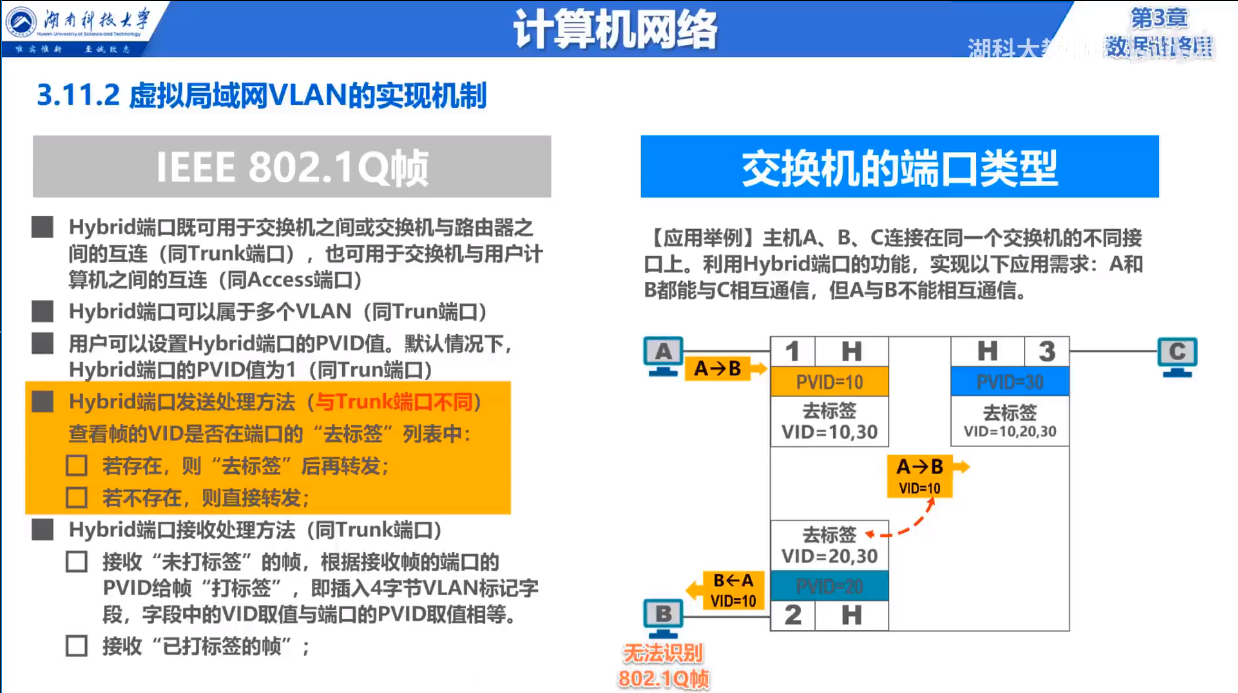 湖南科技大学
Hunan University of Science and Technology
唯实惟新 至诚致志
计算机网络
第3章
3.11.2 虚拟局域网VLAN的实现机制
IEEE 802.1Q帧
Hybrid端口既可用于交换机之间或交换机与路由器之
间的互连（同Trunk端口），也可用于交换机与用户计
算机之间的互连（同Access端口）
Hybrid端口可以属于多个VLAN（同Trun端口）
用户可以设置Hybrid端口的PVID值。默认情况下，
Hybrid端口的PVID值为1（同Trun端口）
Hybrid端口发送处理方法（与Trunk端口不同）
查看帧的VID是否在端口的“去标签”列表中：
若存在，则“去标签”后再转发；
若不存在，则直接转发；
Hybrid端口接收处理方法（同Trunk端口）
接收“未打标签”的帧，根据接收帧的端口的
PVID给帧“打标签”，即插入4字节VLAN标记字
段，字段中的VID取值与端口的PVID取值相等。
接收“已打标签的帧”；
交换机的端口类型
【应用举例】主机A、B、C连接在同一个交换机的不同接
口上。利用Hybrid端口的功能，实现以下应用需求：A和
B都能与C相互通信，但A与B不能相互通信。
A
A→B
1 H
PVID=10
去标签
VID=10,30
H 3
PVID=30
去标签
VID=10,20,30
C
A→B
VID=10
去标签
VID=20,30
PVID=20
2 H
B←A
VID=10
B
无法识别
802.1Q帧